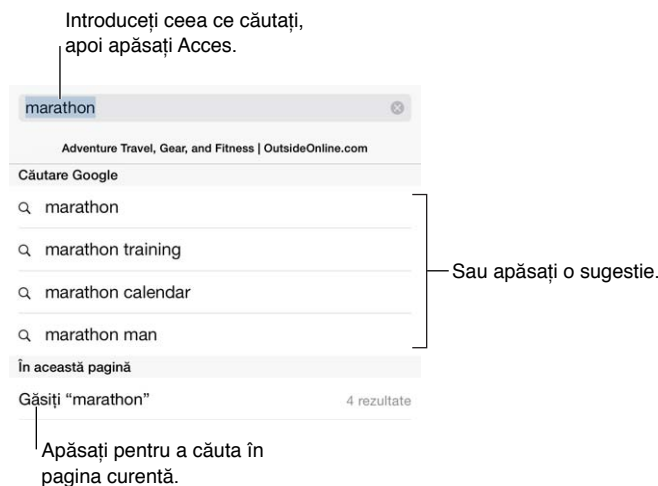 Introduceți ceea ce căutați,
apoi apăsați Acces.
marathon
Adventure Travel, Gear, and Fitness | OutsideOnline.com
Căutare Google
marathon
marathon training
marathon calendar
marathon man
Sau apăsați o sugestie.
În această pagină
Găsiți “marathon”
4 rezultate
Apăsați pentru a căuta în
pagina curentă.